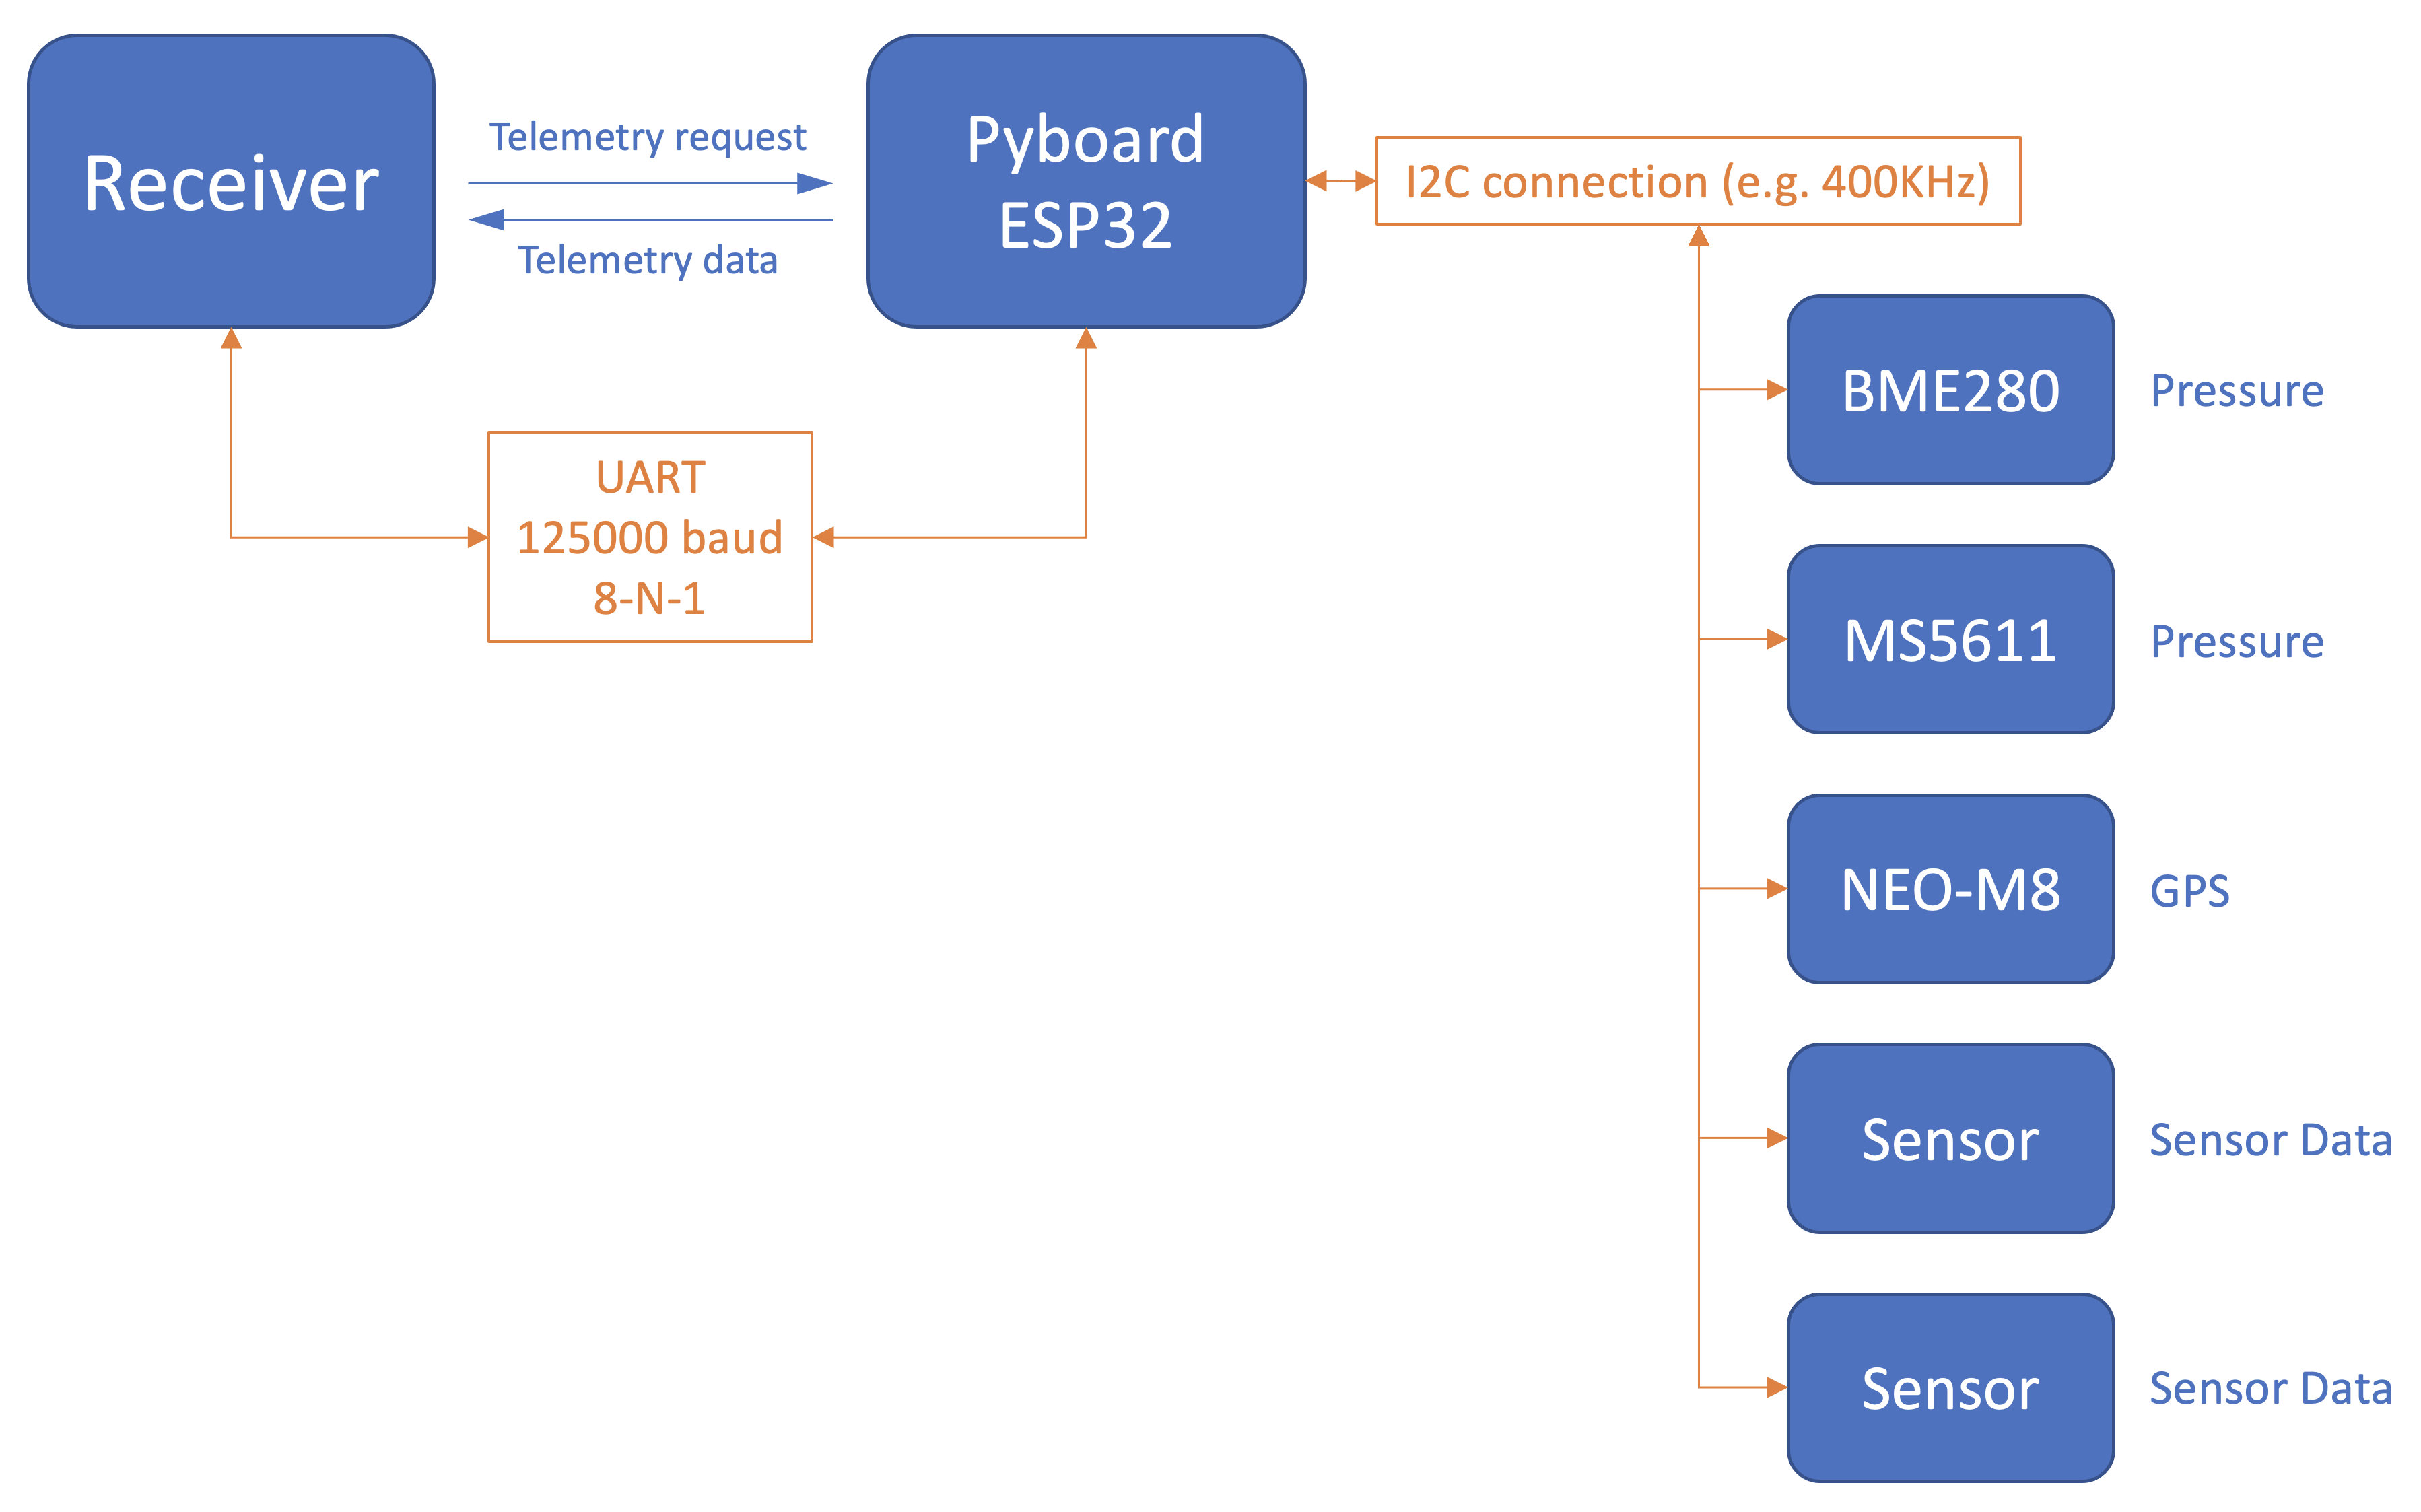 Receiver
Telemetry request
Telemetry data
Pyboard
ESP32
I2C connection (e.g. 400KHz)
UART
125000 baud
8-N-1
BME280
Pressure
MS5611
Pressure
NEO-M8
GPS
Sensor
Sensor Data
Sensor
Sensor Data